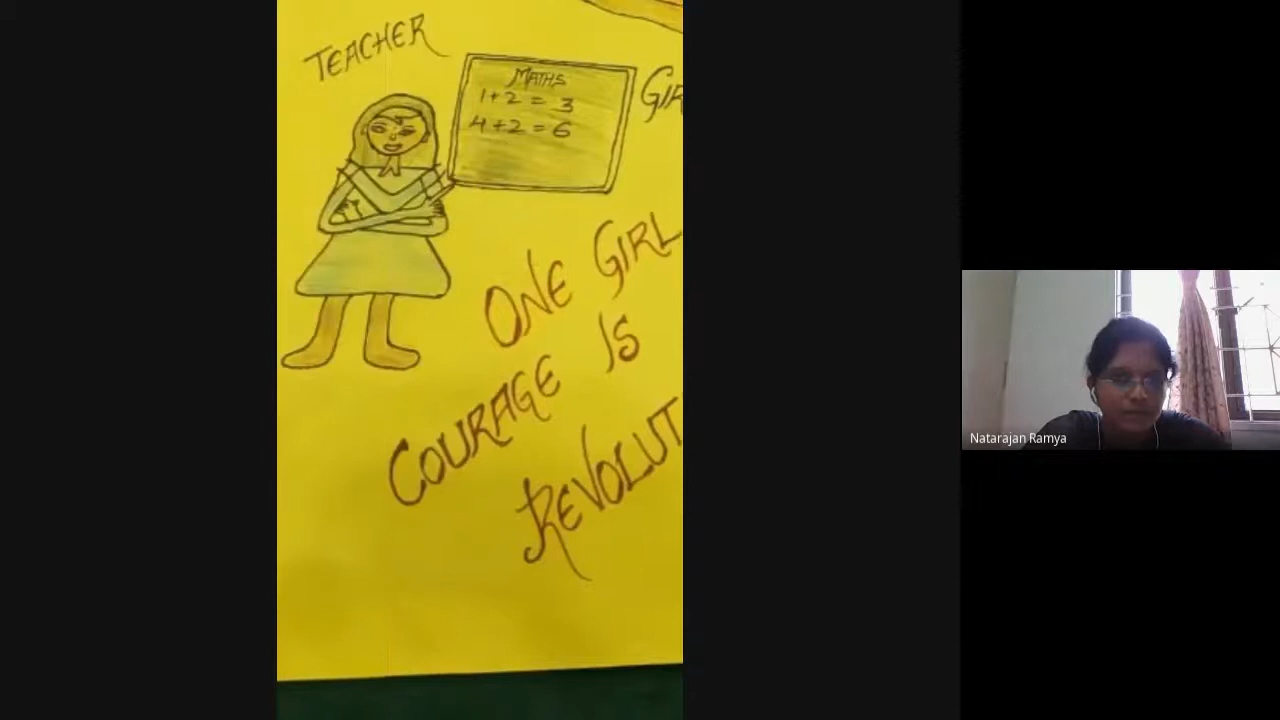 TEACHER
MATHS
1+2 = 3
4+2 = 6
ONE GIRL
COURAGE IS
Natarajan Ramya